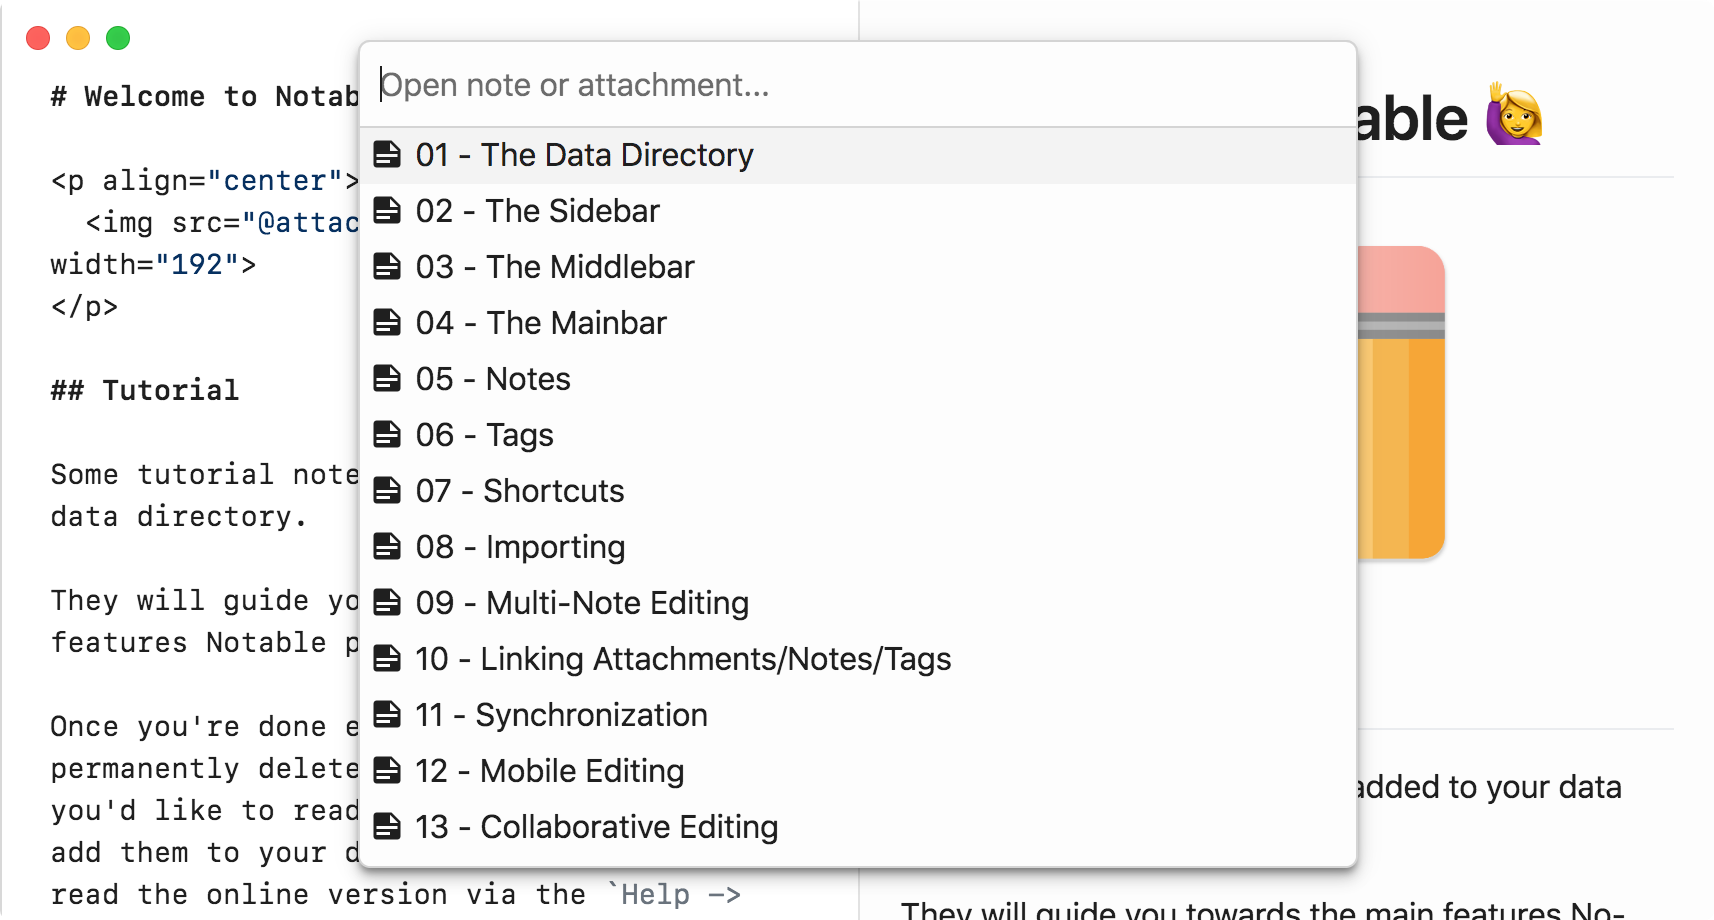 # Welcome to Notab
<p align="center">
<img src="@attac
width="192">
</p>
## Tutorial
Some tutorial note
data directory.
They will guide yo
features Notable p
Once you're done e
permanently delete
you'd like to read
add them to your d
read the online version via the `Help ->
Open note or attachment...
01 - The Data Directory
02 - The Sidebar
03 - The Middlebar
04 - The Mainbar
05 - Notes
06 - Tags
07 - Shortcuts
08 - Importing
09 - Multi-Note Editing
10 - Linking Attachments/Notes/Tags
11 - Synchronization
12 - Mobile Editing
13 - Collaborative Editing
able 🙋‍♀️
added to your data
They will guide you towards the main features No-